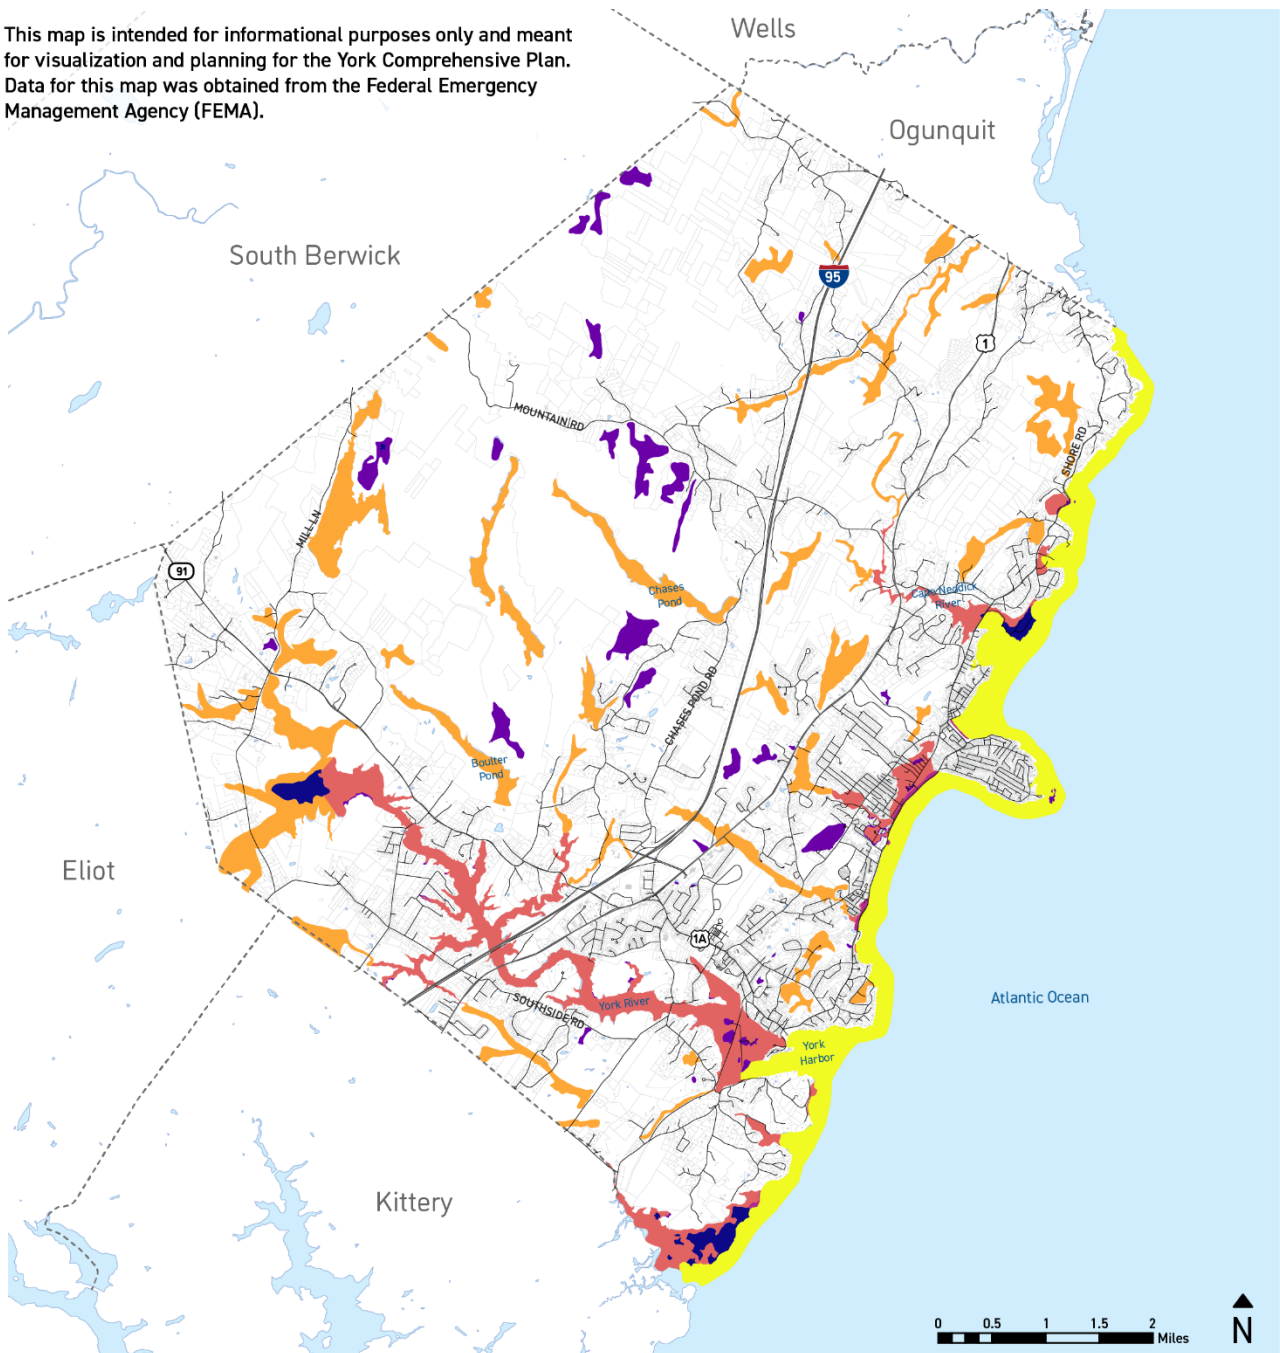 This map is intended for informational purposes only and meant
for visualization and planning for the York Comprehensive Plan.
Data for this map was obtained from the Federal Emergency
Management Agency (FEMA).
Wells
Ogunquit
South Berwick
95
1
MOUNTAIN RD
SHORE RD
MILL LN
91
Chases
Pond
Cape Neddick
River
CHASES POND RD
Boulter
Pond
Eliot
1A
York River
SOUTHSIDE RD
Atlantic Ocean
York
Harbor
Kittery
0 0.5 1 1.5 2
Miles
N